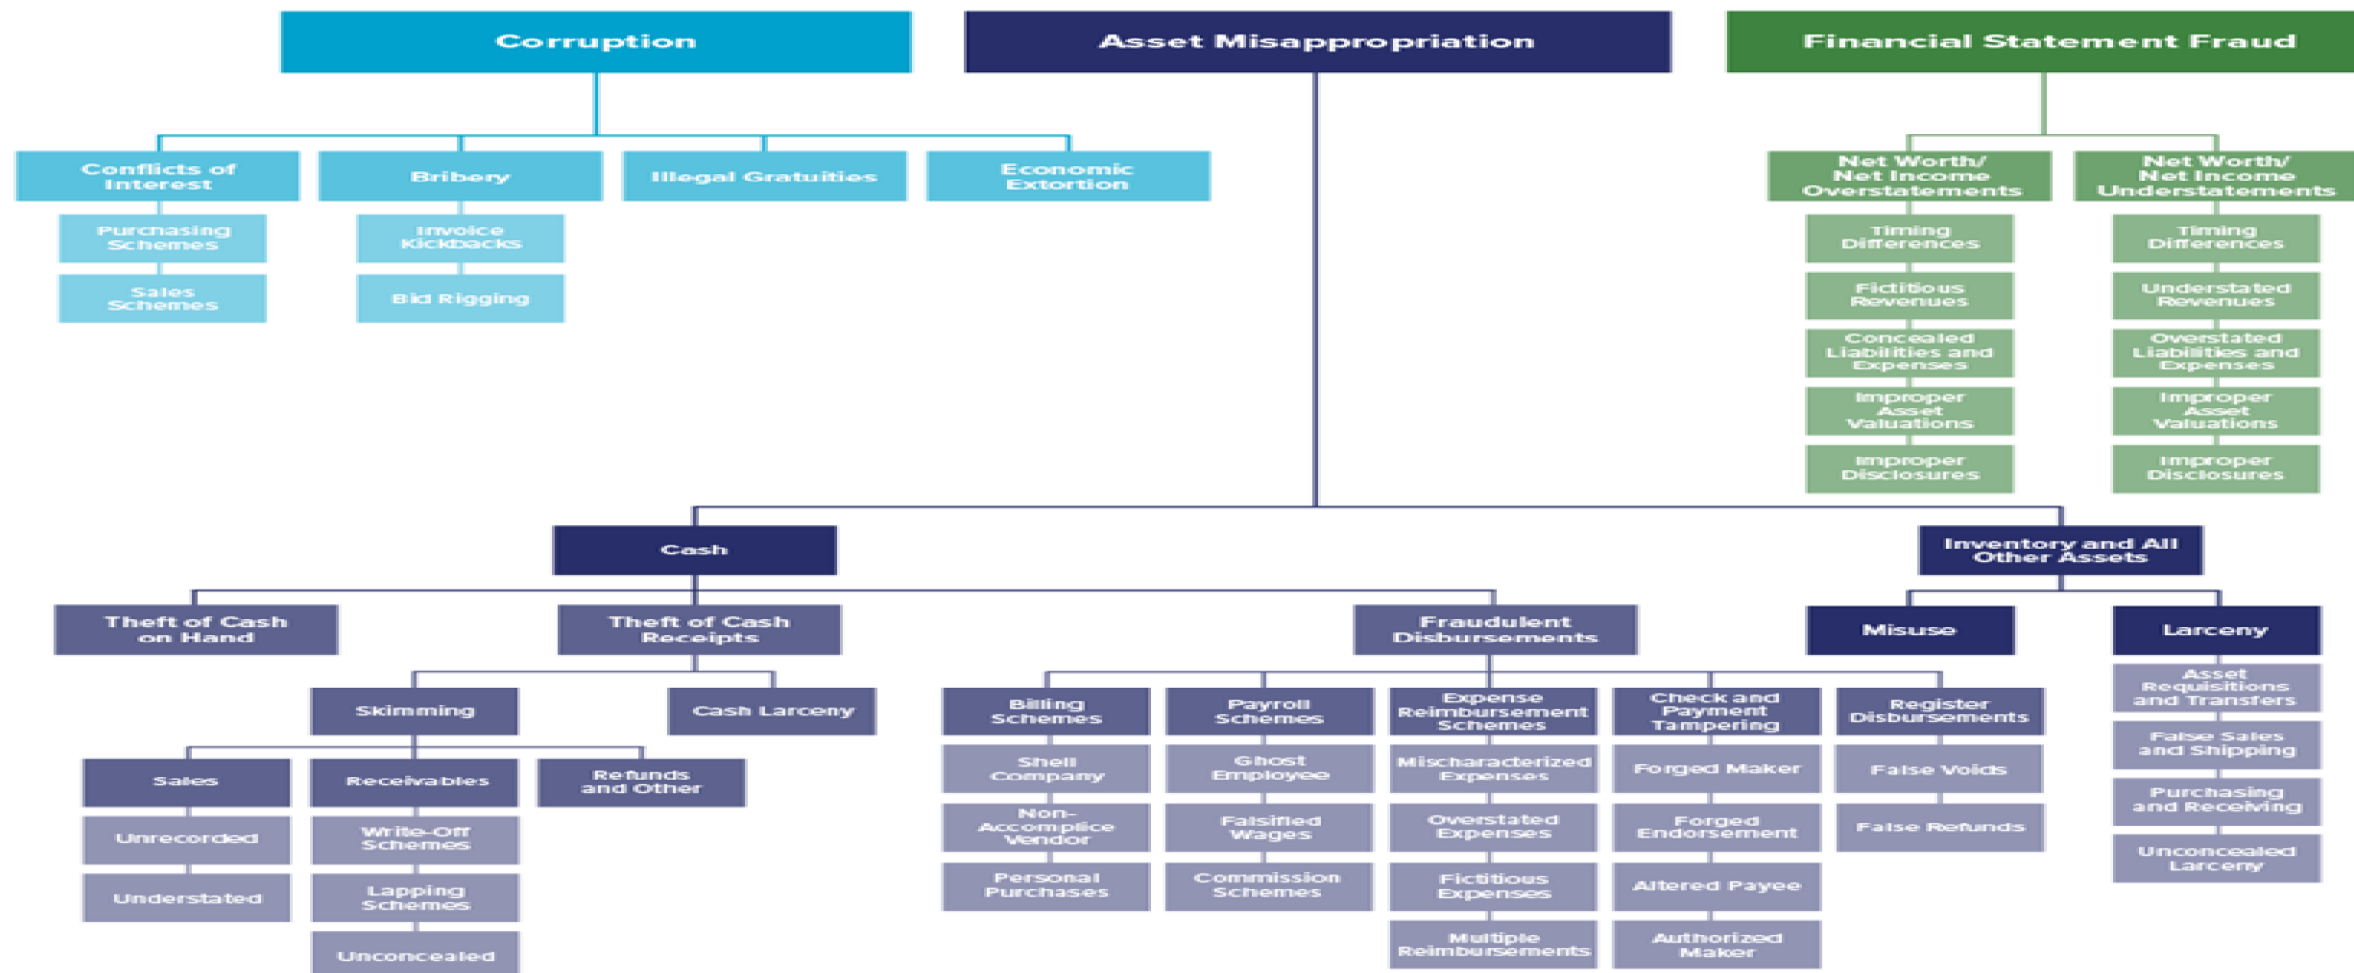 Corruption
Asset Misappropriation
Financial Statement Fraud
Conflicts of
Interest
Bribery
Illegal Gratuities
Economic
Extortion
Net Worth/
Net Income
Overstatements
Net Worth/
Net Income
Understatements
Purchasing
Schemes
Sales
Schemes
Invoice
Kickbacks
Bid Rigging
Timing
Differences
Fictitious
Revenues
Concealed
Liabilities and
Expenses
Improper
Asset
Valuations
Improper
Disclosures
Timing
Differences
Understated
Revenues
Overstated
Liabilities and
Expenses
Improper
Asset
Valuations
Improper
Disclosures
Cash
Inventory and All
Other Assets
Theft of Cash
on Hand
Theft of Cash
Receipts
Fraudulent
Disbursements
Misuse
Larceny
Skimming
Cash Larceny
Sales
Unrecorded
Understated
Receivables
Write-Off
Schemes
Lapping
Schemes
Unconcealed
Refunds
and Other
Billing
Schemes
Shell
Company
Non-
Accomplice
Vendor
Personal
Purchases
Payroll
Schemes
Ghost
Employee
Falsified
Wages
Commission
Schemes
Expense
Reimbursement
Schemes
Mischaracterized
Expenses
Overstated
Expenses
Fictitious
Expenses
Multiple
Reimbursements
Check and
Payment
Tampering
Forged Maker
Forged
Endorsement
Altered Payee
Authorized
Maker
Register
Disbursements
False Voids
False Refunds
Asset
Requisitions
and Transfers
False Sales
and Shipping
Purchasing
and Receiving
Unconcealed
Larceny